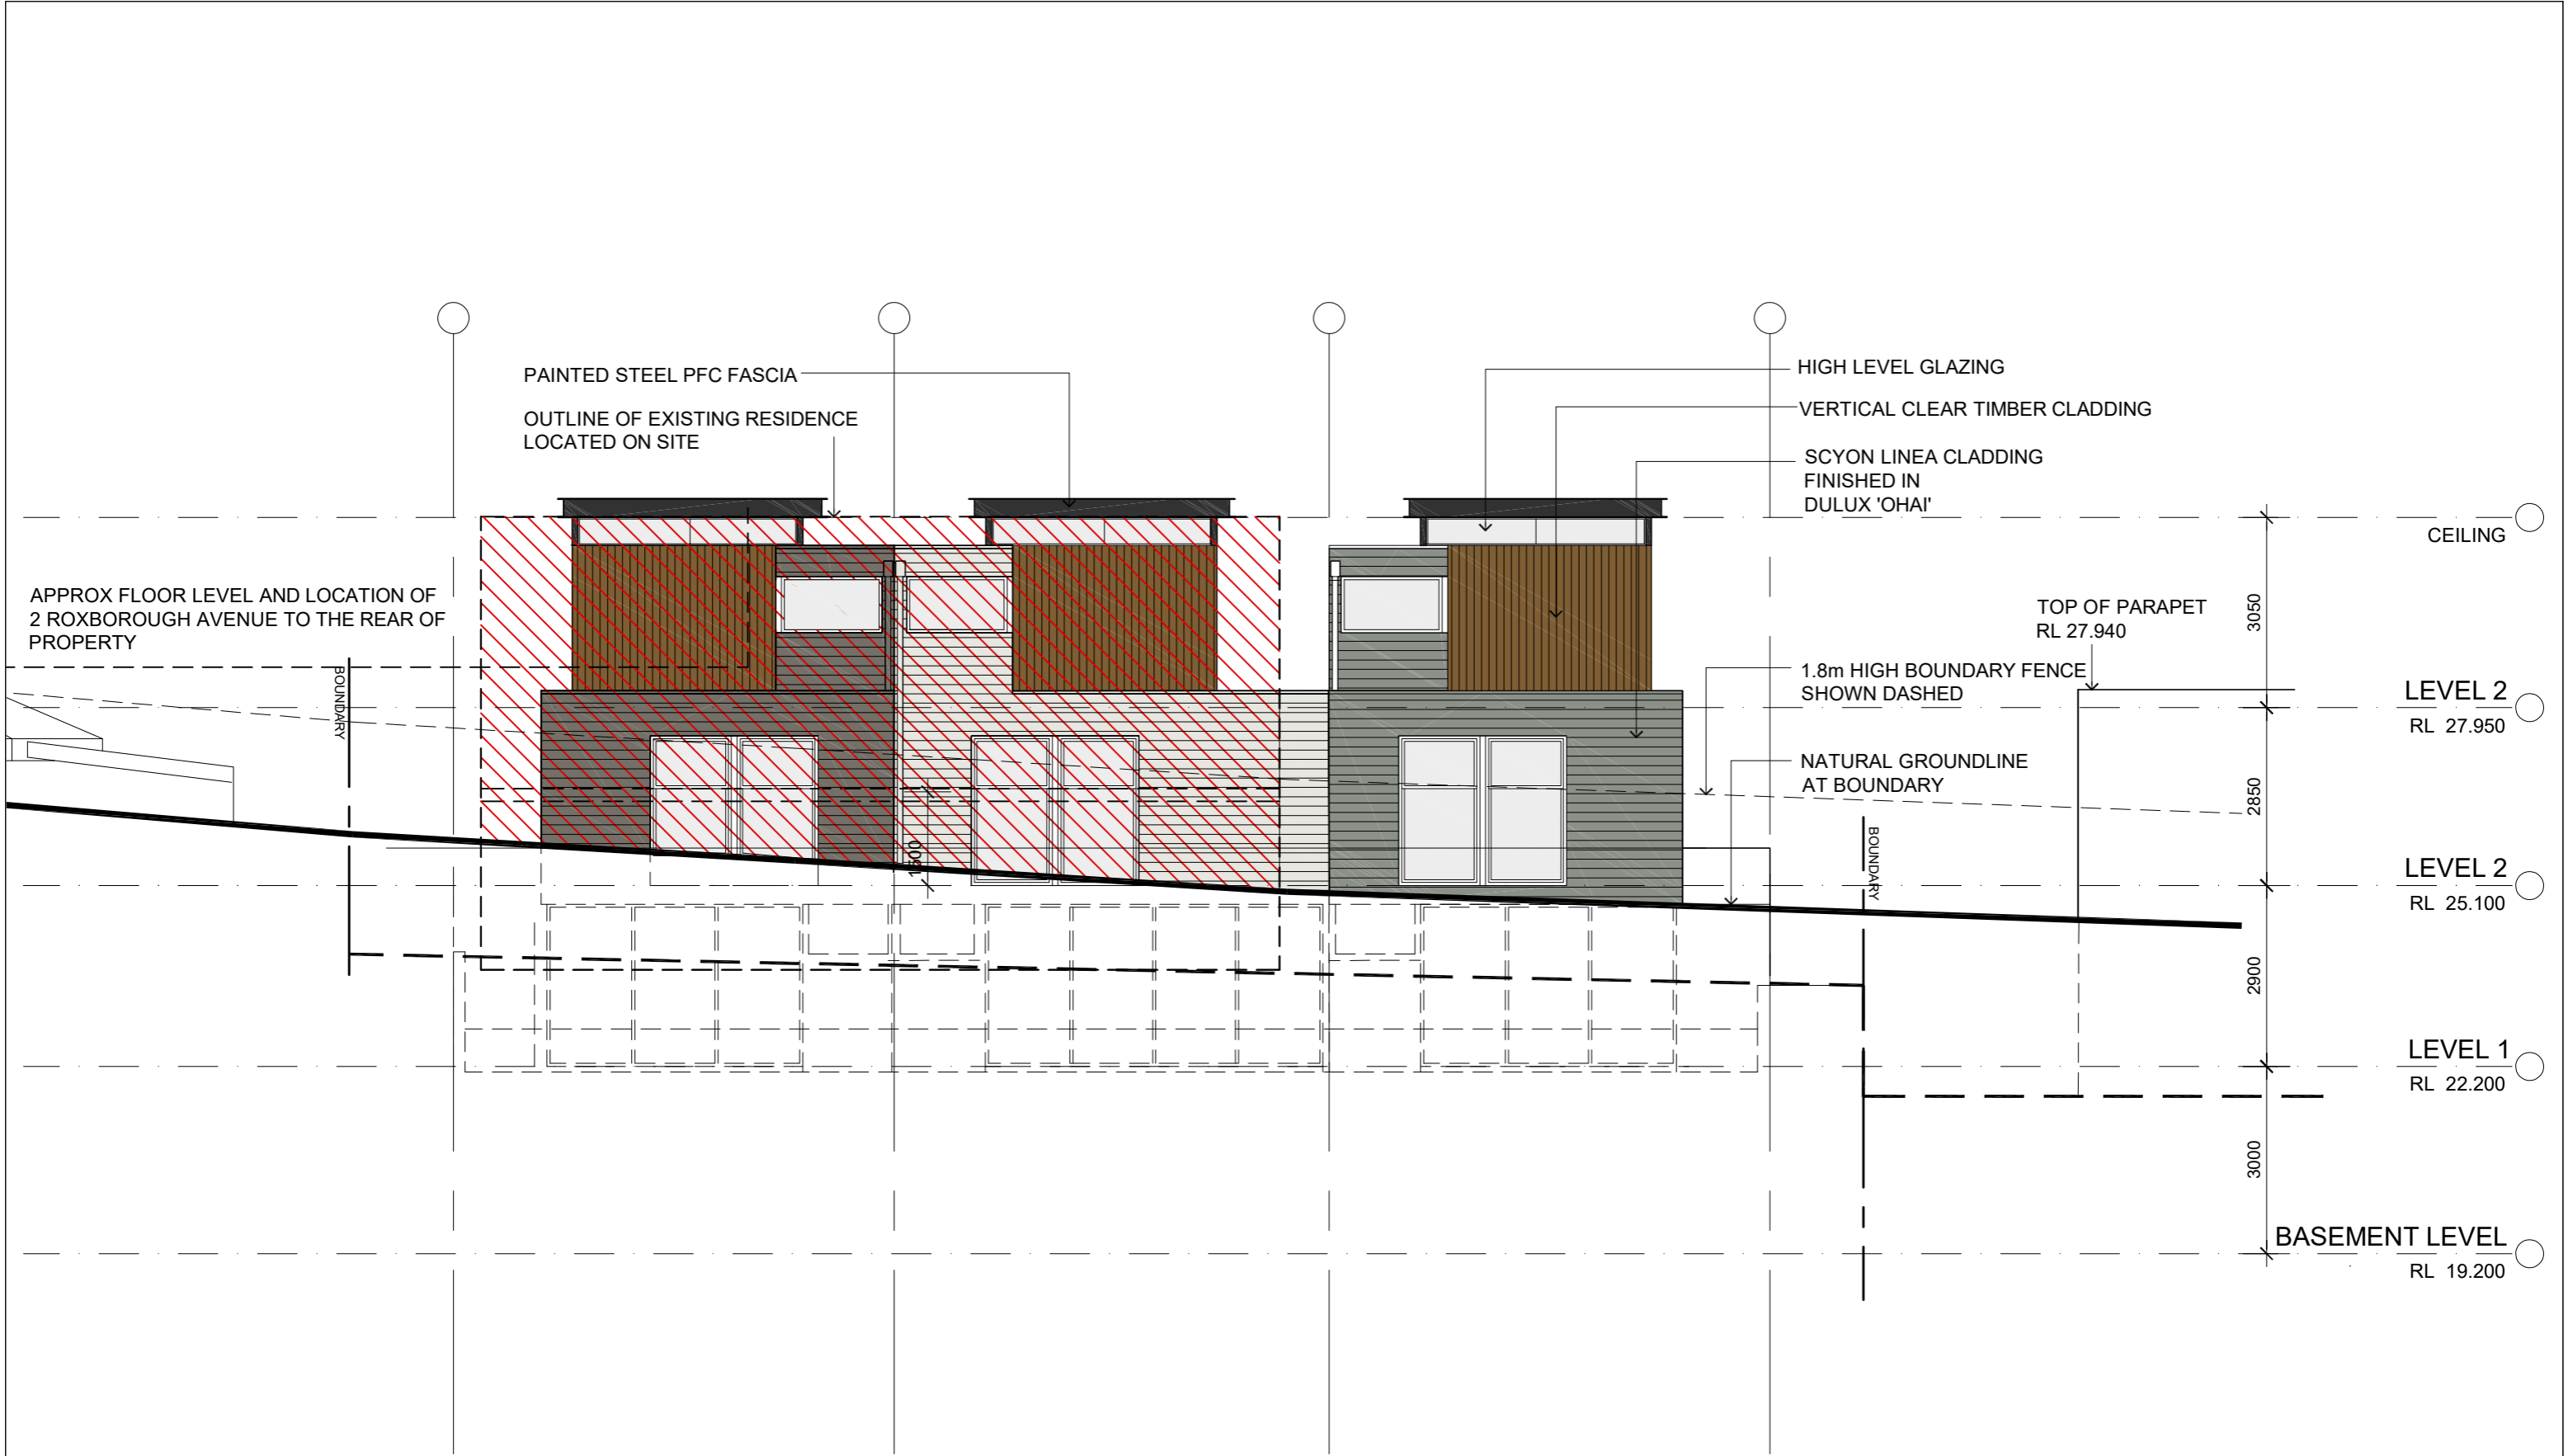 PAINTED STEEL PFC FASCIA
OUTLINE OF EXISTING RESIDENCE
LOCATED ON SITE
HIGH LEVEL GLAZING
VERTICAL CLEAR TIMBER CLADDING
SCYON LINEA CLADDING
FINISHED IN
DULUX 'OHAI'
CEILING
APPROX FLOOR LEVEL AND LOCATION OF
2 ROXBOROUGH AVENUE TO THE REAR OF
PROPERTY
BOUNDARY
TOP OF PARAPET
RL 27.940
3050
1.8m HIGH BOUNDARY FENCE
SHOWN DASHED
LEVEL 2
RL 27.950
NATURAL GROUNDLINE
AT BOUNDARY
2850
BOUNDARY
1500
LEVEL 2
RL 25.100
2900
LEVEL 1
RL 22.200
3000
BASEMENT LEVEL
RL 19.200